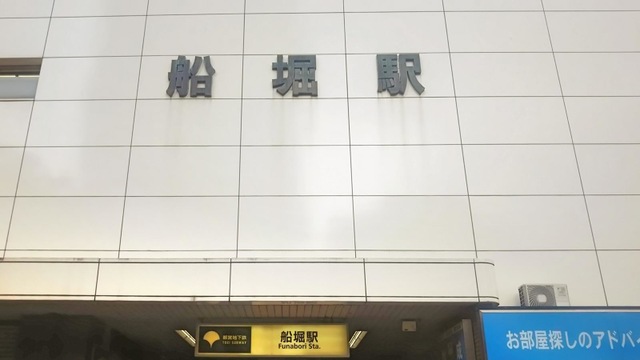 船堀駅
都営地下鉄
TOEI SUBWAY
船堀駅
Funabori Sta.
お部屋探しのアドバ